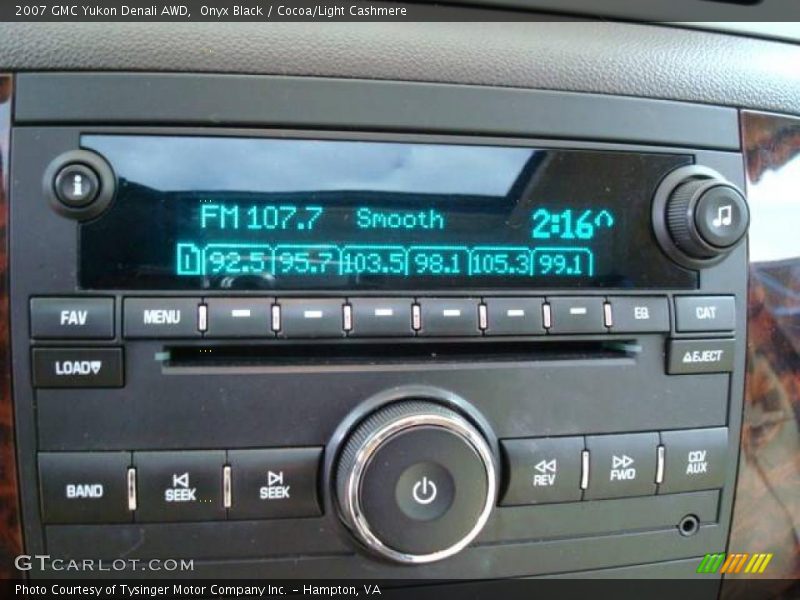 2007 GMC Yukon Denali AWD,  Onyx Black / Cocoa/Light Cashmere
FM 107.7 Smooth 2:16
1 92.5 95.7 103.5 98.1 105.3 99.1
FAV MENU EQ CAT
LOAD EJECT
BAND SEEK SEEK REV FWD CD/
AUX
GTCARLOT.COM
Photo Courtesy of Tysinger Motor Company Inc. – Hampton, VA